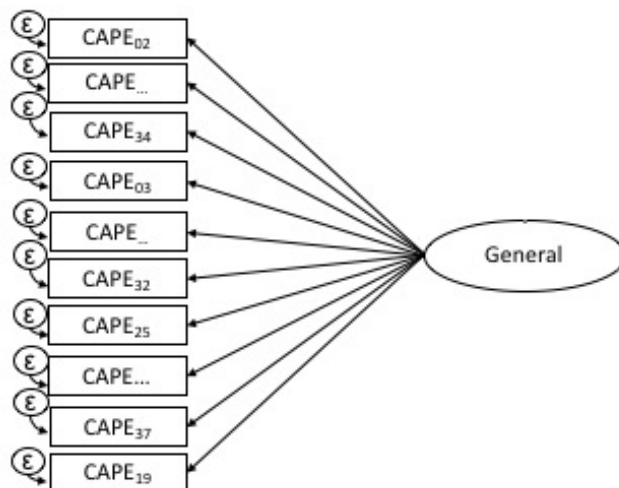 ε CAPE02
ε CAPE...
ε CAPE34
ε CAPE03
ε CAPE...
ε CAPE32
ε CAPE25
ε CAPE...
ε CAPE37
ε CAPE19
General